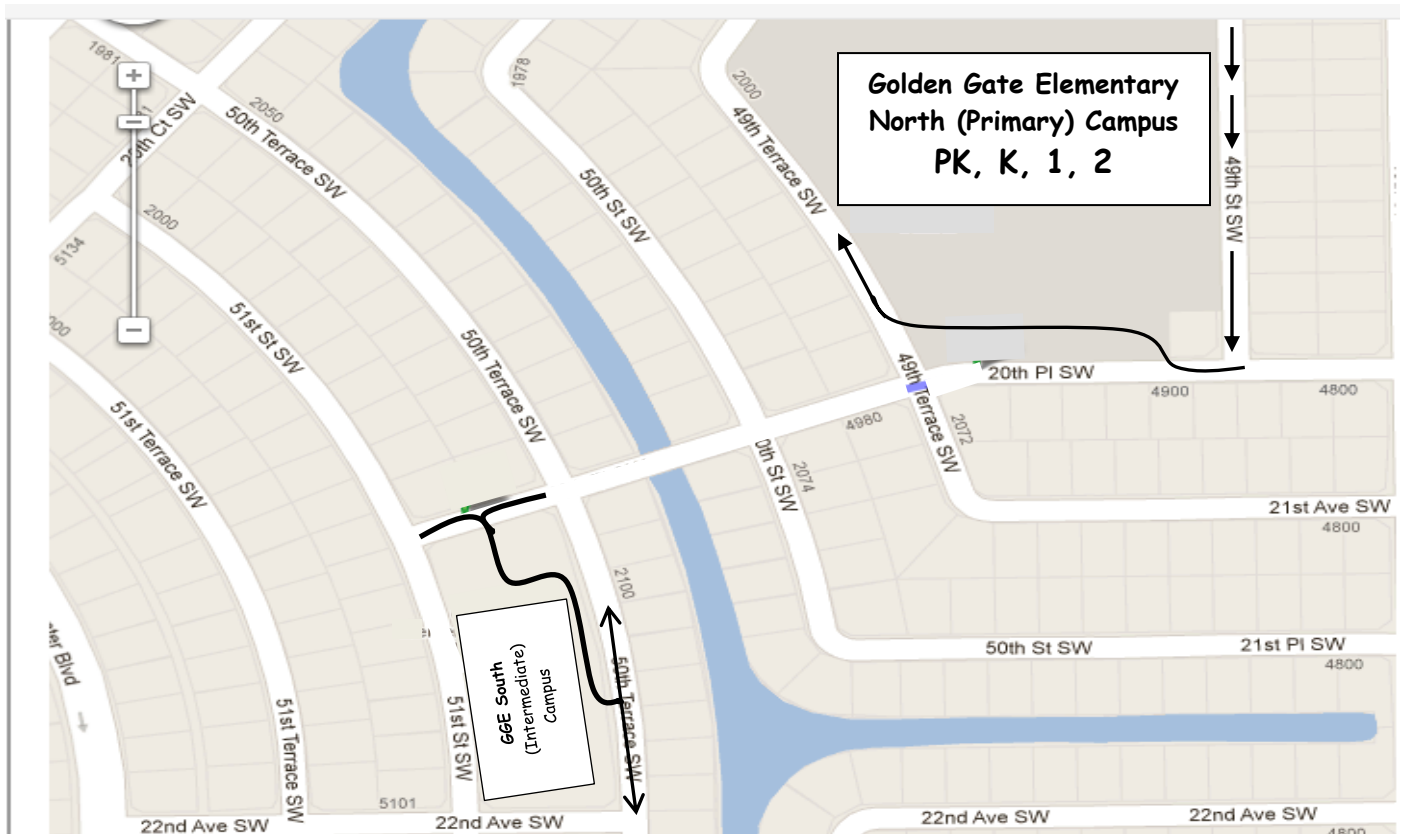 1981
20th Ct SW
2050
50th Terrace SW
1978
2000
49th Terrace SW
Golden Gate Elementary
North (Primary) Campus
PK, K, 1, 2
49th St SW
5134
2000
51st St SW
50th St SW
50th Terrace SW
51st Terrace SW
49th Terrace SW
20th Pl SW
4900
4800
4980
2072
0th St SW
2074
21st Ave SW
4800
2100
GGE South
(Intermediate)
Campus
50th Terrace SW
50th St SW
21st Pl SW
4800
ter Blvd
51st Terrace SW
51st St SW
5101
22nd Ave SW
22nd Ave SW
22nd Ave SW
22nd Ave SW
4800